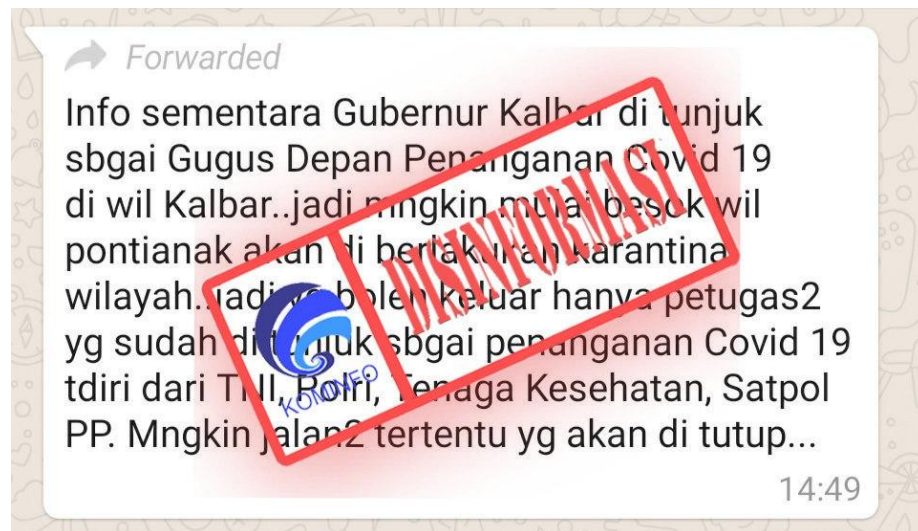 Forwarded
Info sementara Gubernur Kalbar di tunjuk
sbgai Gugus Depan Penanganan Covid 19
di wil Kalbar..jadi mngkin mulai besok wil
pontianak akan di berlakukan karantina
wilayah..jadi yg boleh keluar hanya petugas2
yg sudah ditunjuk sbgai penanganan Covid 19
tdiri dari TNI, Polri, Tenaga Kesehatan, Satpol
PP. Mngkin jalan2 tertentu yg akan di tutup...
14:49
DISINFORMASI
KOMINFO